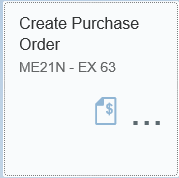 Create Purchase
Order
ME21N - EX 63
$
...